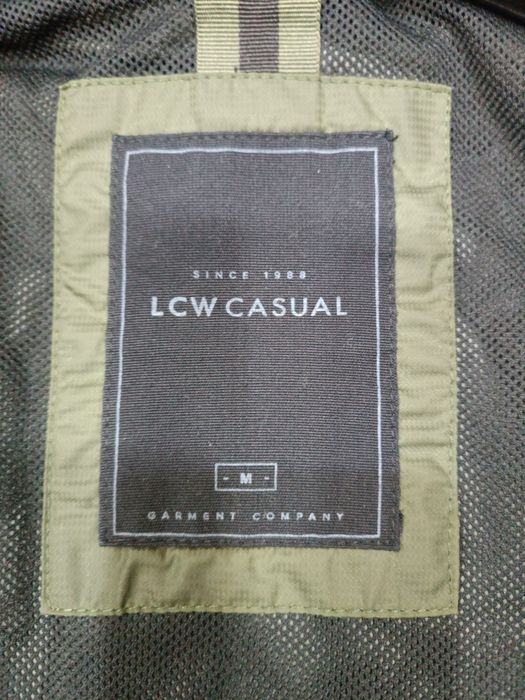 SINCE 1988
LCW CASUAL
- M -
GARMENT COMPANY